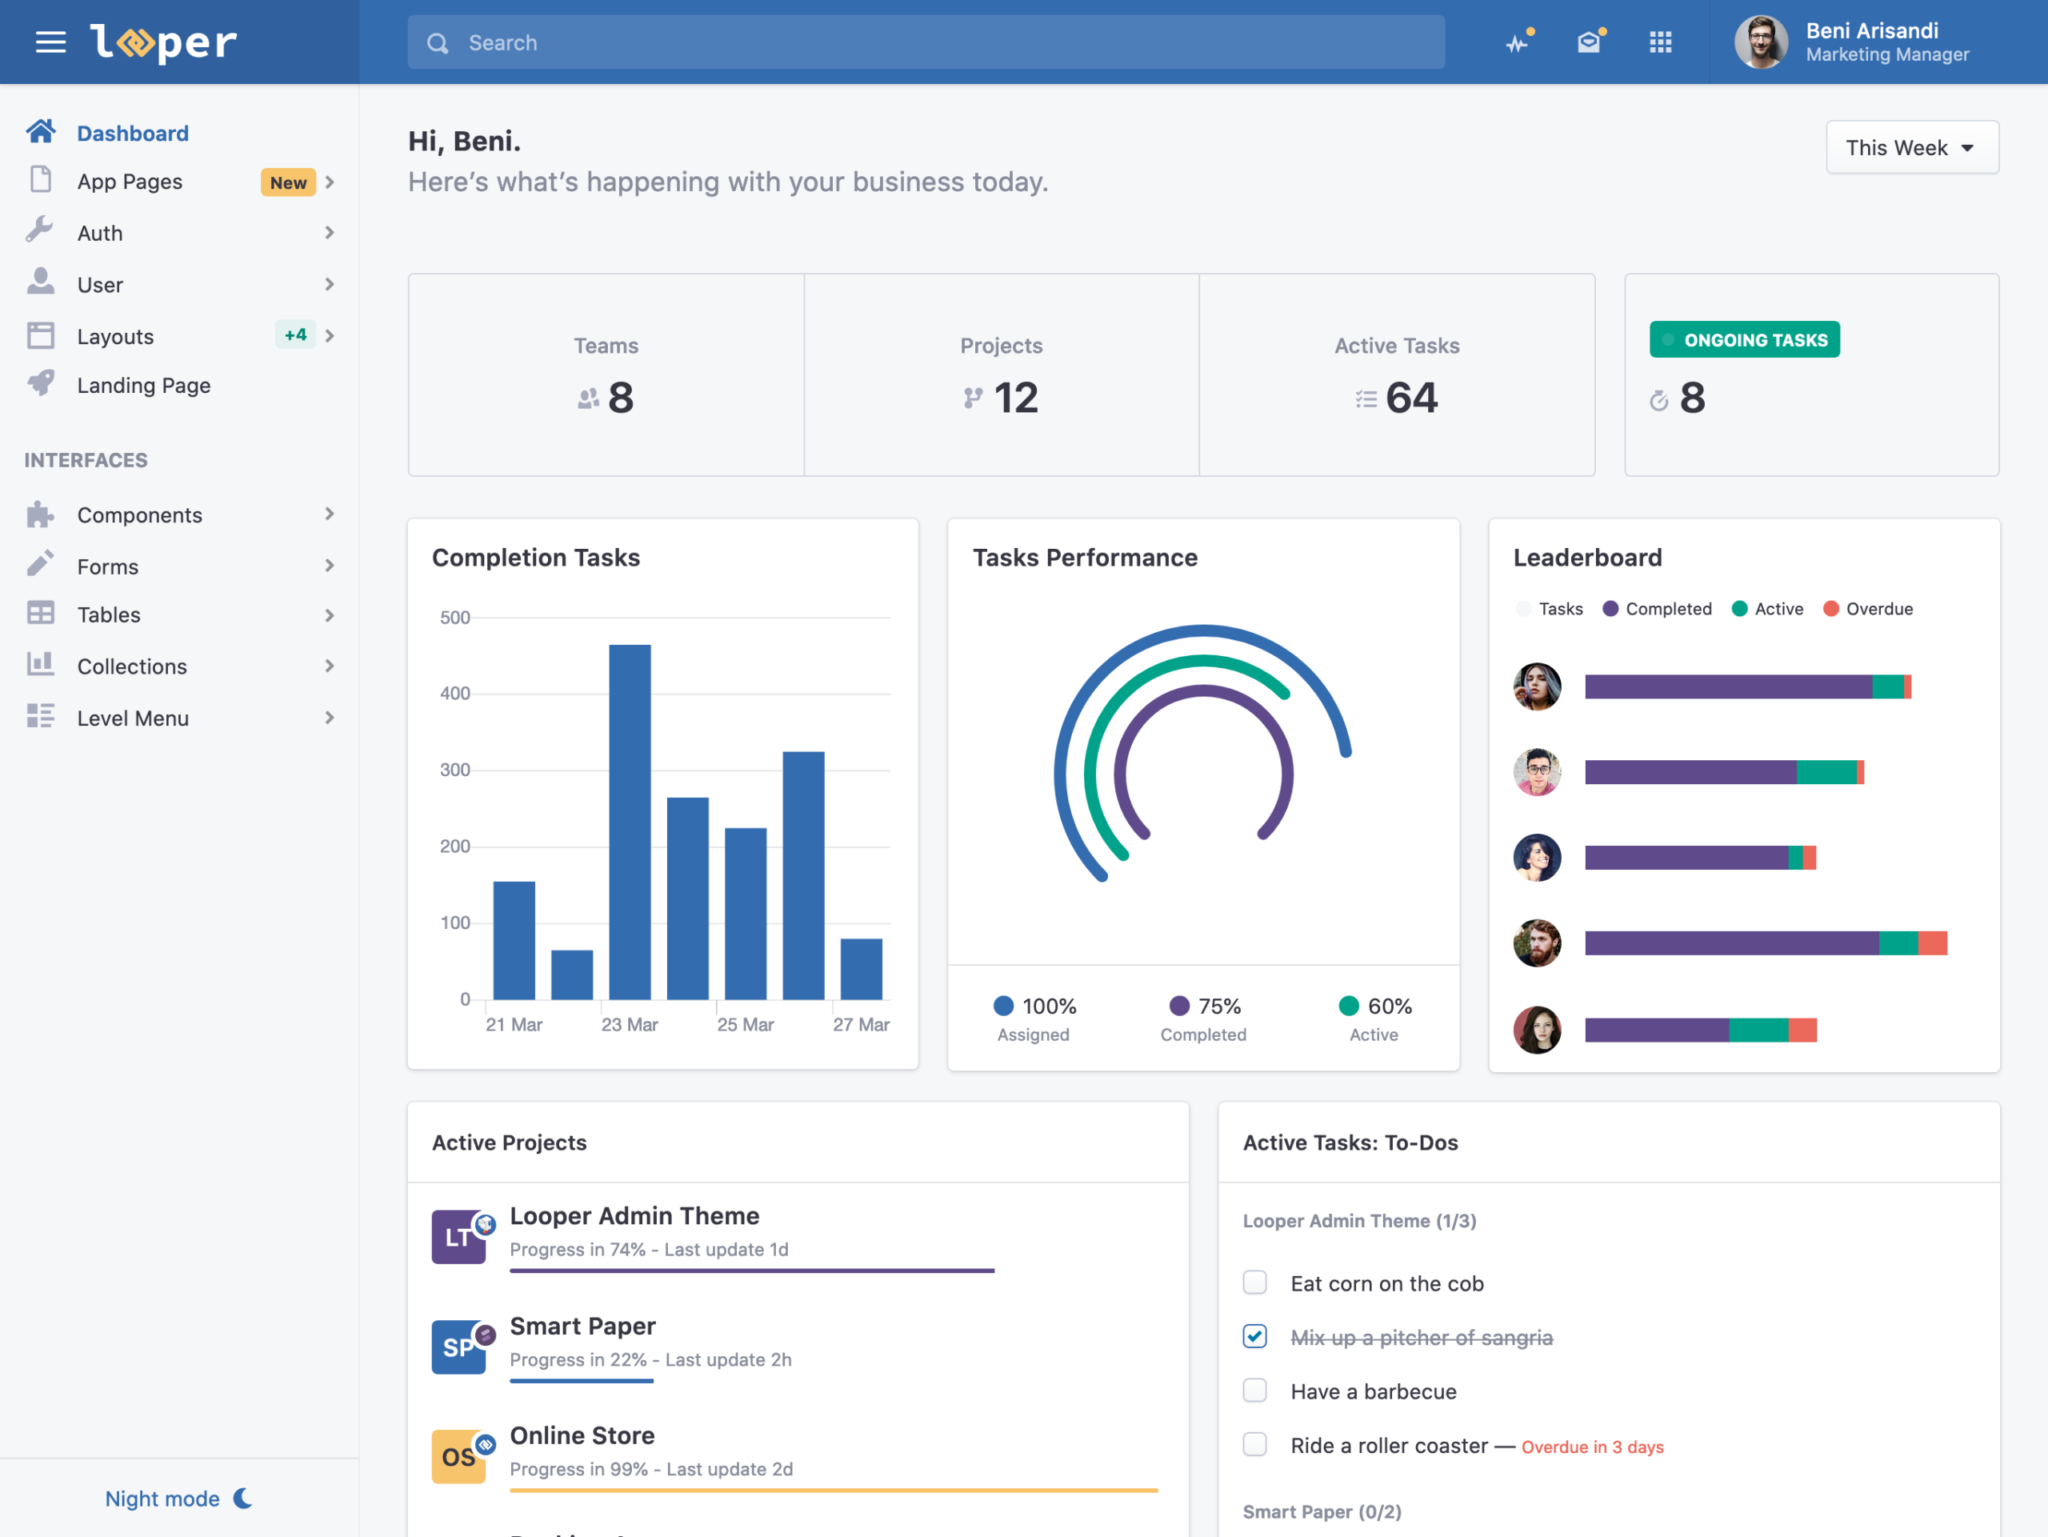 looper
Search
Beni Arisandi
Marketing Manager
Dashboard
App Pages New
Auth
User
Layouts +4
Landing Page
INTERFACES
Components
Forms
Tables
Collections
Level Menu
Night mode
Hi, Beni.
Here's what's happening with your business today.
This Week
Teams
8
Projects
12
Active Tasks
64
ONGOING TASKS
8
Completion Tasks
500
400
300
200
100
0
21 Mar 23 Mar 25 Mar 27 Mar
Tasks Performance
100% 75% 60%
Assigned Completed Active
Leaderboard
Tasks Completed Active Overdue
Active Projects
LT
Looper Admin Theme
Progress in 74% - Last update 1d
SP
Smart Paper
Progress in 22% - Last update 2h
OS
Online Store
Progress in 99% - Last update 2d
Active Tasks: To-Dos
Looper Admin Theme (1/3)
Eat corn on the cob
Mix up a pitcher of sangria
Have a barbecue
Ride a roller coaster — Overdue in 3 days
Smart Paper (0/2)